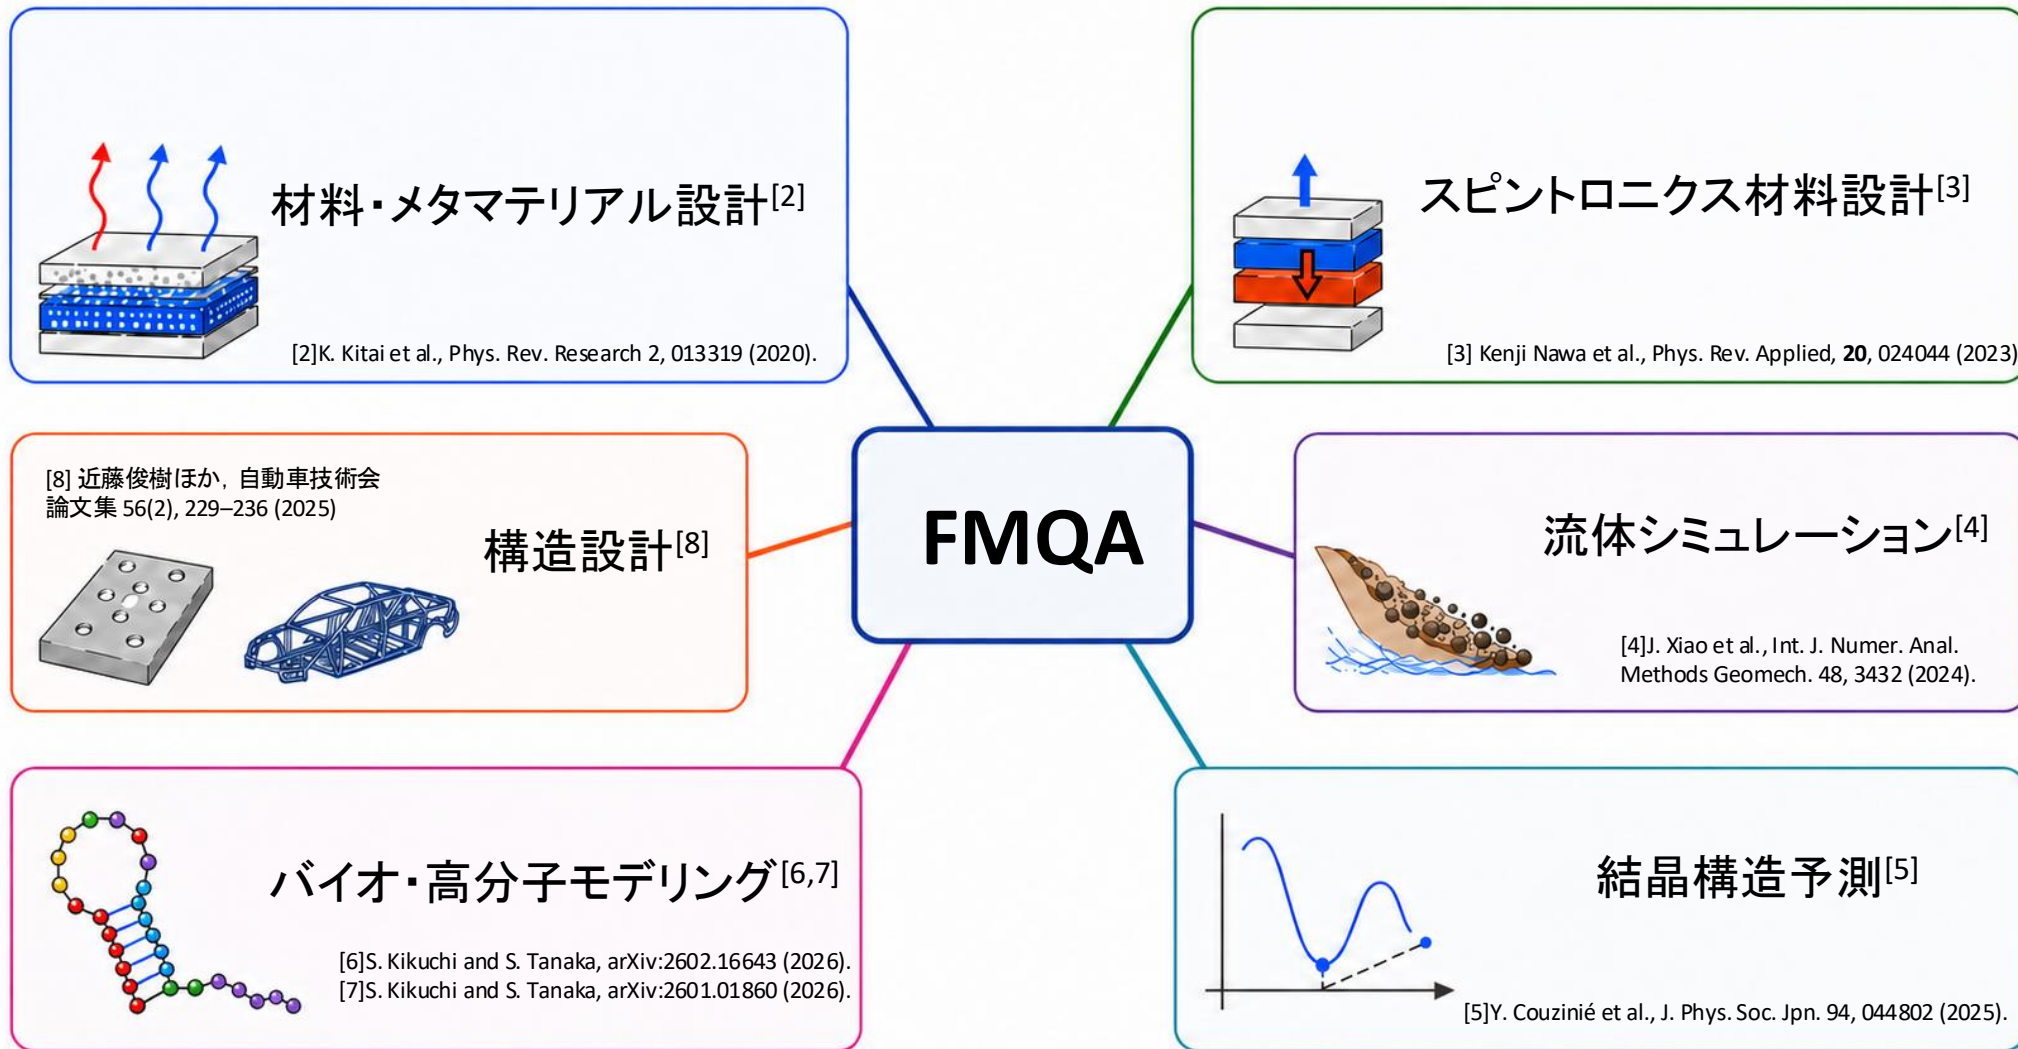 材料・メタマテリアル設計[2]
[2]K. Kitai et al., Phys. Rev. Research 2, 013319 (2020).
スピントロニクス材料設計[3]
[3] Kenji Nawa et al., Phys. Rev. Applied, 20, 024044 (2023)
[8] 近藤俊樹ほか, 自動車技術会
論文集 56(2), 229–236 (2025)
構造設計[8]
FMQA
流体シミュレーション[4]
[4]J. Xiao et al., Int. J. Numer. Anal.
Methods Geomech. 48, 3432 (2024).
バイオ・高分子モデリング[6,7]
[6]S. Kikuchi and S. Tanaka, arXiv:2602.16643 (2026).
[7]S. Kikuchi and S. Tanaka, arXiv:2601.01860 (2026).
結晶構造予測[5]
[5]Y. Couzinié et al., J. Phys. Soc. Jpn. 94, 044802 (2025).